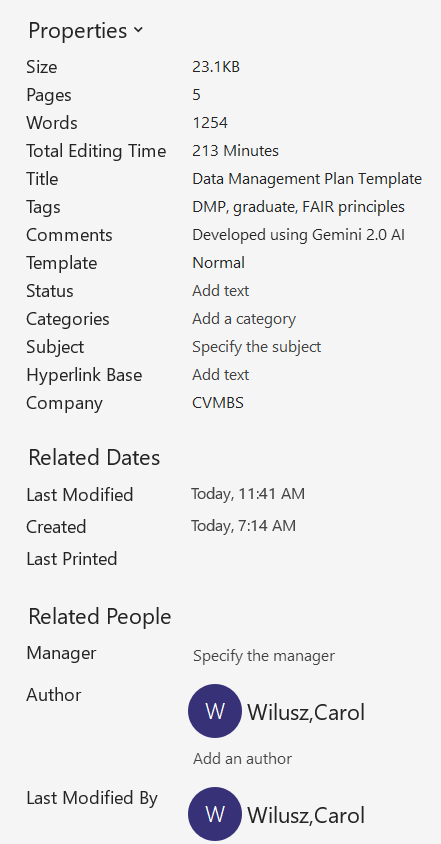 Properties
Size 23.1KB
Pages 5
Words 1254
Total Editing Time 213 Minutes
Title Data Management Plan Template
Tags DMP, graduate, FAIR principles
Comments Developed using Gemini 2.0 AI
Template Normal
Status Add text
Categories Add a category
Subject Specify the subject
Hyperlink Base Add text
Company CVMBS
Related Dates
Last Modified Today, 11:41 AM
Created Today, 7:14 AM
Last Printed
Related People
Manager Specify the manager
Author W Wilusz,Carol
Add an author
Last Modified By W Wilusz,Carol